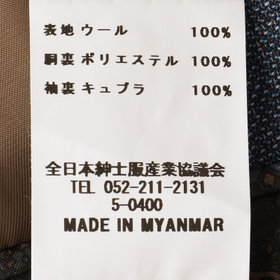 表地 ウール 100%
胴裏 ポリエステル 100%
袖裏 キュプラ 100%
全日本紳士服産業協議会
TEL 052-211-2131
5-0400
MADE IN MYANMAR